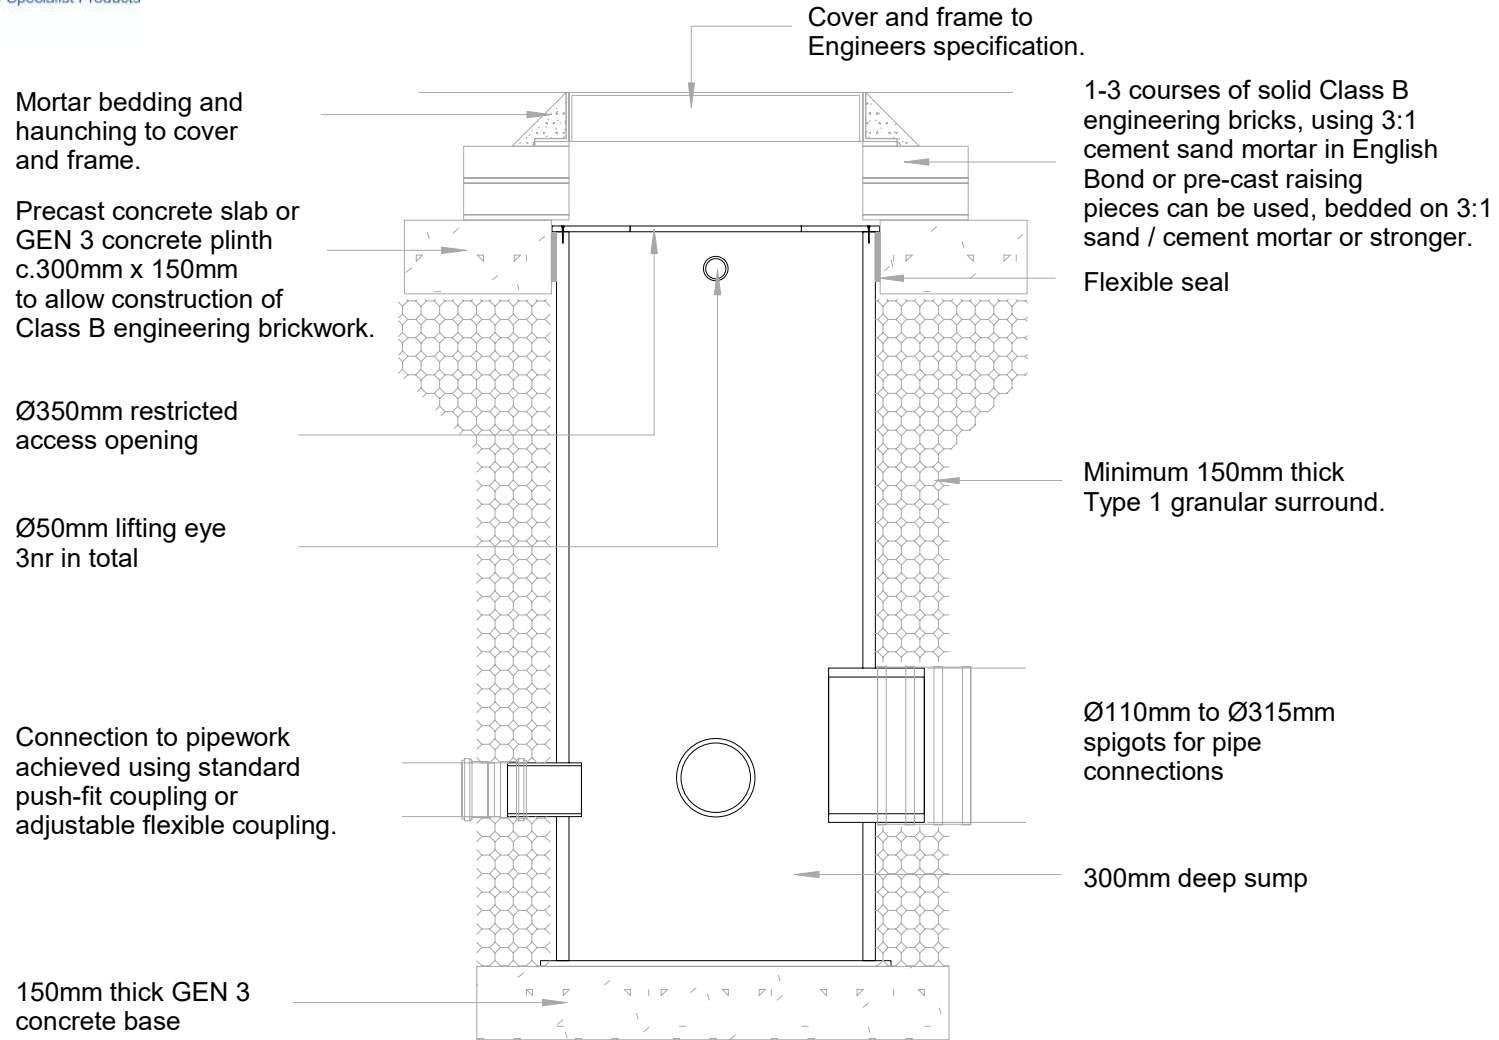 Specialist Products
Cover and frame to
Engineers specification.
Mortar bedding and
haunching to cover
and frame.
1-3 courses of solid Class B
engineering bricks, using 3:1
cement sand mortar in English
Bond or pre-cast raising
pieces can be used, bedded on 3:1
sand / cement mortar or stronger.
Precast concrete slab or
GEN 3 concrete plinth
c.300mm x 150mm
to allow construction of
Class B engineering brickwork.
Flexible seal
Ø350mm restricted
access opening
Minimum 150mm thick
Type 1 granular surround.
Ø50mm lifting eye
3nr in total
Ø110mm to Ø315mm
spigots for pipe
connections
Connection to pipework
achieved using standard
push-fit coupling or
adjustable flexible coupling.
300mm deep sump
150mm thick GEN 3
concrete base